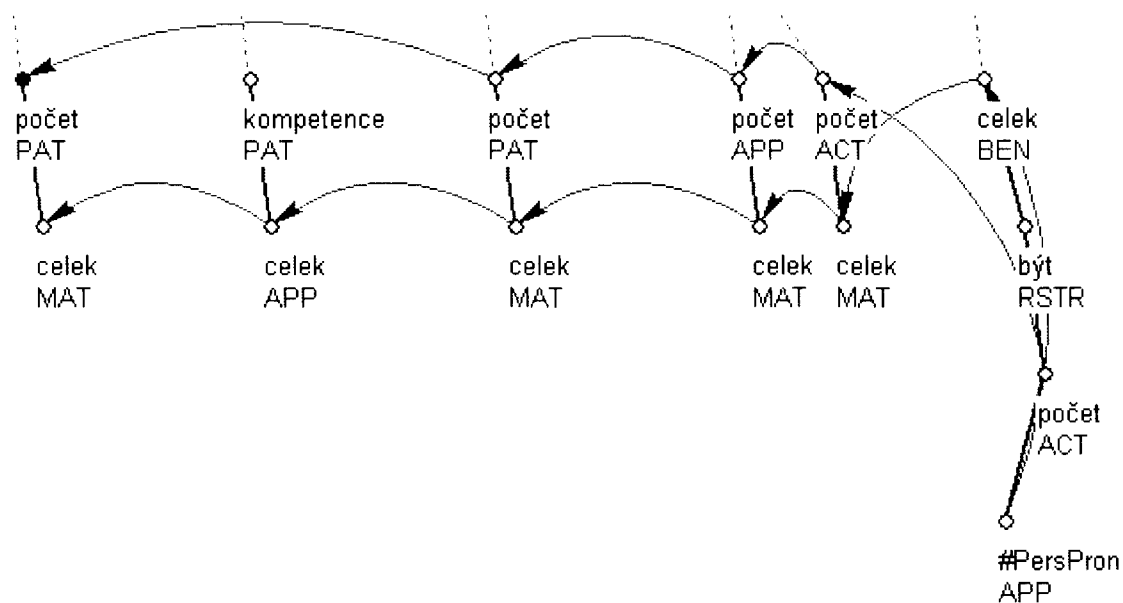 počet kompetence počet počet počet celek
PAT PAT PAT APP ACT BEN
celek celek celek celek celek být
MAT APP MAT MAT MAT RSTR
počet
ACT
#PersPron
APP